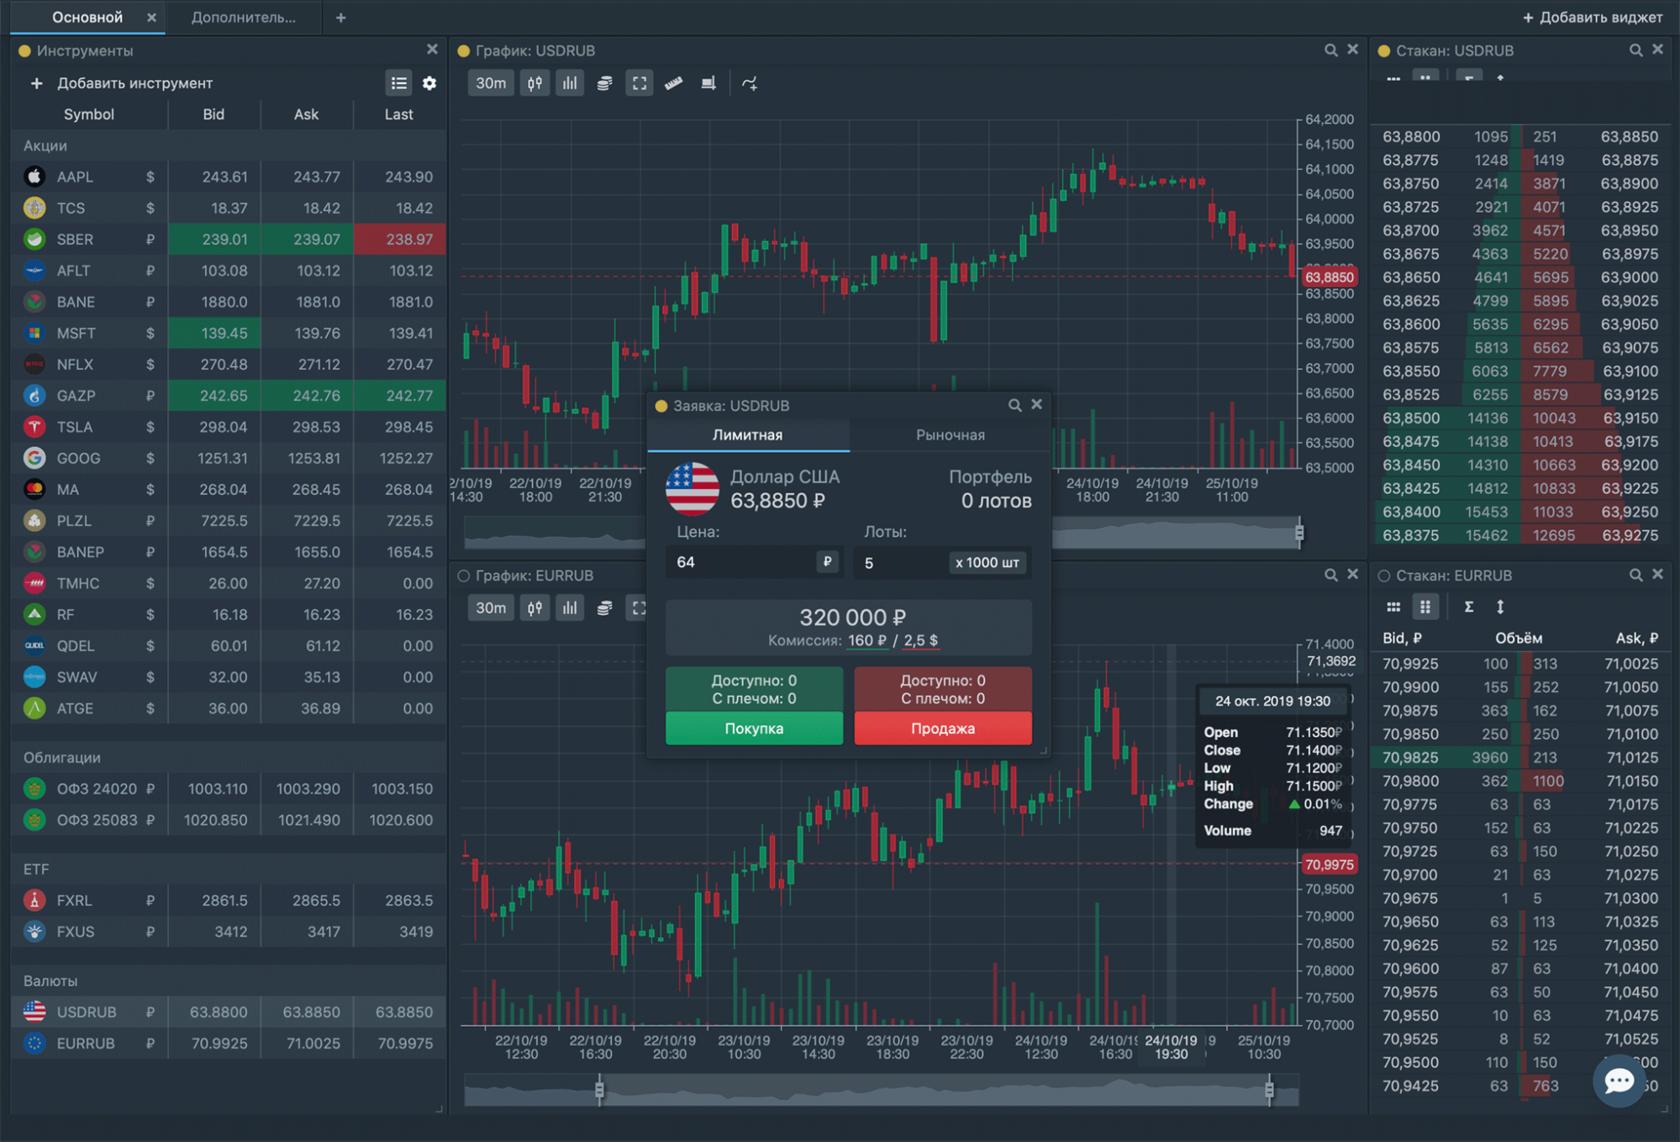 Основной
Дополнитель...
Добавить виджет
Инструменты
Добавить инструмент
Symbol Bid Ask Last
Акции
AAPL $ 243.61 243.77 243.90
TCS $ 18.37 18.42 18.42
SBER ₽ 239.01 239.07 238.97
AFLT ₽ 103.08 103.12 103.12
BANE ₽ 1880.0 1881.0 1881.0
MSFT $ 139.45 139.76 139.41
NFLX $ 270.48 271.12 270.47
GAZP ₽ 242.65 242.76 242.77
TSLA $ 298.04 298.53 298.45
GOOG $ 1251.31 1253.81 1252.27
MA $ 268.04 268.45 268.04
PLZL ₽ 7225.5 7229.5 7225.5
BANEP ₽ 1654.5 1655.0 1654.5
TMHC $ 26.00 27.20 0.00
RF $ 16.18 16.23 16.23
QDEL $ 60.01 61.12 0.00
SWAV $ 32.00 35.13 0.00
ATGE $ 36.00 36.89 0.00
Облигации
ОФЗ 24020 ₽ 1003.110 1003.290 1003.150
ОФЗ 25083 ₽ 1020.850 1021.490 1020.600
ETF
FXRL ₽ 2861.5 2865.5 2863.5
FXUS ₽ 3412 3417 3419
Валюты
USDRUB ₽ 63.8800 63.8850 63.8850
EURRUB ₽ 70.9925 71.0025 70.9975
График: USDRUB
30m
64,2000
64,1500
64,1000
64,0500
64,0000
63,9500
63,8850
63,8500
63,8000
63,7500
63,7000
63,6500
63,6000
63,5500
63,5000
2/10/19 22/10/19 22/10/19 24/10/19 24/10/19 25/10/19
14:30 18:00 21:30 18:00 21:30 11:00
Заявка: USDRUB
Лимитная Рыночная
Доллар США Портфель
63,8850 ₽ 0 лотов
Цена: Лоты:
64 ₽ 5 x 1000 шт
320 000 ₽
Комиссия: 160 ₽ / 2,5 $
Доступно: 0 Доступно: 0
С плечом: 0 С плечом: 0
Покупка Продажа
График: EURRUB
30m
71.4000
71,3692
24 окт. 2019 19:30
Open 71.1350₽
Close 71.1400₽
Low 71.1200₽
High 71.1500₽
Change 0.01%
Volume 947
70,9975
70,9500
70,9000
70,8500
70,8000
70,7500
70,7000
22/10/19 22/10/19 22/10/19 23/10/19 23/10/19 23/10/19 23/10/19 24/10/19 24/10/19 24/10/19 25/10/19
12:30 16:30 20:30 10:30 14:30 18:30 22:30 12:30 16:30 19:30 10:30
Стакан: USDRUB
63,8800 1095 251 63,8850
63,8775 1248 1419 63,8875
63,8750 2414 3871 63,8900
63,8725 2921 4071 63,8925
63,8700 3962 4571 63,8950
63,8675 4363 5220 63,8975
63,8650 4641 5695 63,9000
63,8625 4799 5895 63,9025
63,8600 5635 6295 63,9050
63,8575 5813 6562 63,9075
63,8550 6063 7779 63,9100
63,8525 6255 8579 63,9125
63,8500 14136 10043 63,9150
63,8475 14138 10413 63,9175
63,8450 14310 10663 63,9200
63,8425 14812 10833 63,9225
63,8400 15453 11033 63,9250
63,8375 15462 12695 63,9275
Стакан: EURRUB
Σ
Bid, ₽ Объём Ask, ₽
70,9925 100 313 71,0025
70,9900 155 252 71,0050
70,9875 363 162 71,0075
70,9850 250 250 71,0100
70,9825 3960 213 71,0125
70,9800 362 1100 71,0150
70,9775 63 63 71,0175
70,9750 152 63 71,0225
70,9725 63 150 71,0250
70,9700 21 63 71,0275
70,9675 1 5 71,0300
70,9650 63 113 71,0325
70,9625 52 125 71,0350
70,9600 87 63 71,0400
70,9575 63 50 71,0450
70,9550 10 63 71,0475
70,9525 8 52 71,0525
70,9500 110 150
70,9425 63 763